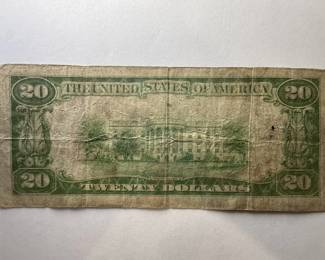 20 THE UNITED STATES OF AMERICA 20
20 TWENTY DOLLARS 20